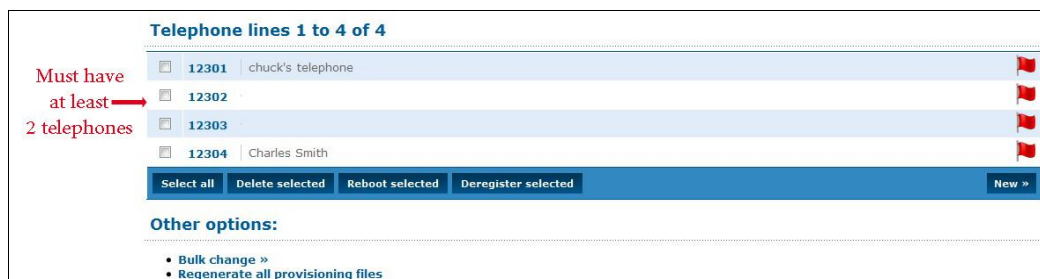 Telephone lines 1 to 4 of 4
12301 chuck's telephone
Must have
at least
2 telephones
12302
12303
12304 Charles Smith
Select all Delete selected Reboot selected Deregister selected New »
Other options:
• Bulk change »
• Regenerate all provisioning files